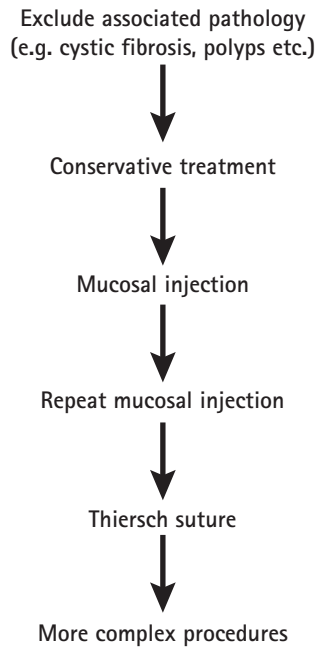 Exclude associated pathology
(e.g. cystic fibrosis, polyps etc.)
Conservative treatment
Mucosal injection
Repeat mucosal injection
Thiersch suture
More complex procedures